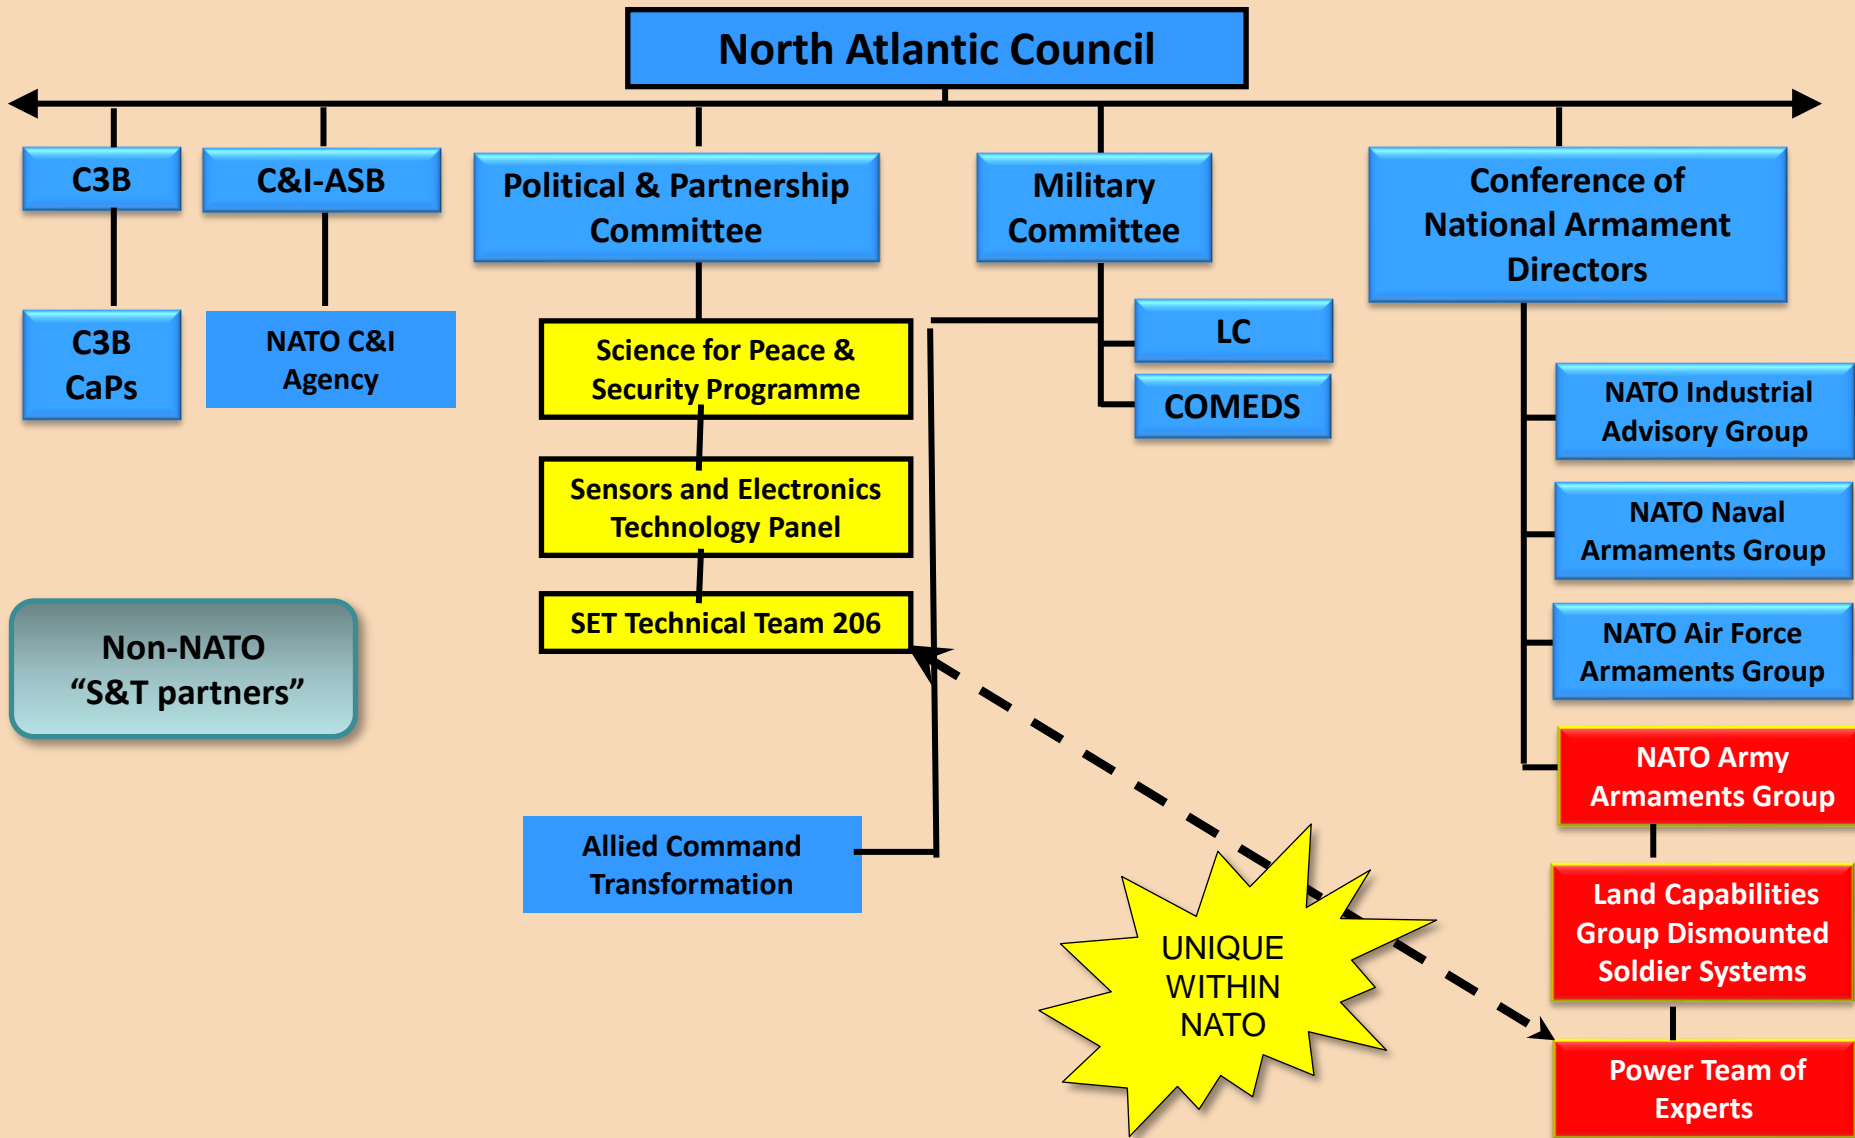 North Atlantic Council
C3B
C&I-ASB
Political & Partnership
Committee
Military
Committee
Conference of
National Armament
Directors
C3B
CaPs
NATO C&I
Agency
Science for Peace &
Security Programme
LC
COMEDS
NATO Industrial
Advisory Group
Sensors and Electronics
Technology Panel
NATO Naval
Armaments Group
SET Technical Team 206
NATO Air Force
Armaments Group
Non-NATO
“S&T partners”
NATO Army
Armaments Group
Allied Command
Transformation
Land Capabilities
Group Dismounted
Soldier Systems
UNIQUE
WITHIN
NATO
Power Team of
Experts